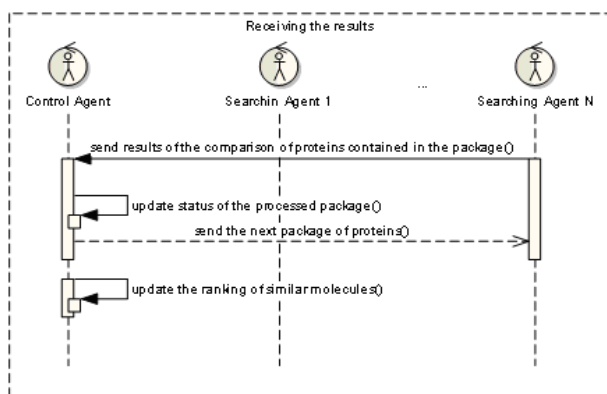 Receiving the results
Control Agent
Searchin Agent 1
...
Searching Agent N
send results of the comparison of proteins contained in the package()
update status of the processed package()
send the next package of proteins()
update the ranking of similar molecules()